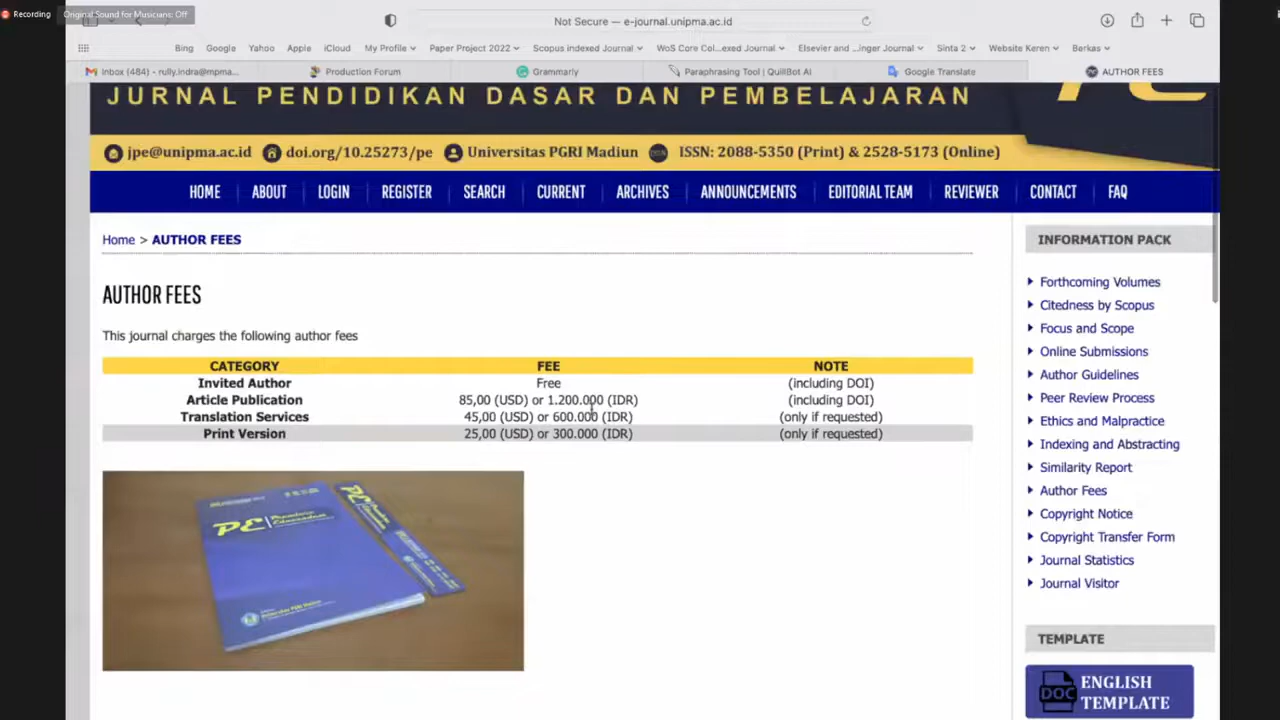 Recording
Original Sound for Musicians: Off
Not Secure — e-journal.unipma.ac.id
Bing Google Yahoo Apple iCloud My Profile Paper Project 2022 Scopus Indexed Journal WoS Core Col...exed Journal Elsevier and ...inger Journal Sinta 2 Website Keren Berkas
Inbox (484) - rully.indra@mpma... Production Forum Grammarly Paraphrasing Tool | QuillBot AI Google Translate AUTHOR FEES
JURNAL PENDIDIKAN DASAR DAN PEMBELAJARAN
jpe@unipma.ac.id doi.org/10.25273/pe Universitas PGRI Madiun ISSN: 2088-5350 (Print) & 2528-5173 (Online)
HOME ABOUT LOGIN REGISTER SEARCH CURRENT ARCHIVES ANNOUNCEMENTS EDITORIAL TEAM REVIEWER CONTACT FAQ
Home > AUTHOR FEES
AUTHOR FEES
This journal charges the following author fees
CATEGORY FEE NOTE
Invited Author Free (including DOI)
Article Publication 85,00 (USD) or 1.200.000 (IDR) (including DOI)
Translation Services 45,00 (USD) or 600.000 (IDR) (only if requested)
Print Version 25,00 (USD) or 300.000 (IDR) (only if requested)
PE
PE
INFORMATION PACK
Forthcoming Volumes
Citedness by Scopus
Focus and Scope
Online Submissions
Author Guidelines
Peer Review Process
Ethics and Malpractice
Indexing and Abstracting
Similarity Report
Author Fees
Copyright Notice
Copyright Transfer Form
Journal Statistics
Journal Visitor
TEMPLATE
DOC ENGLISH
TEMPLATE